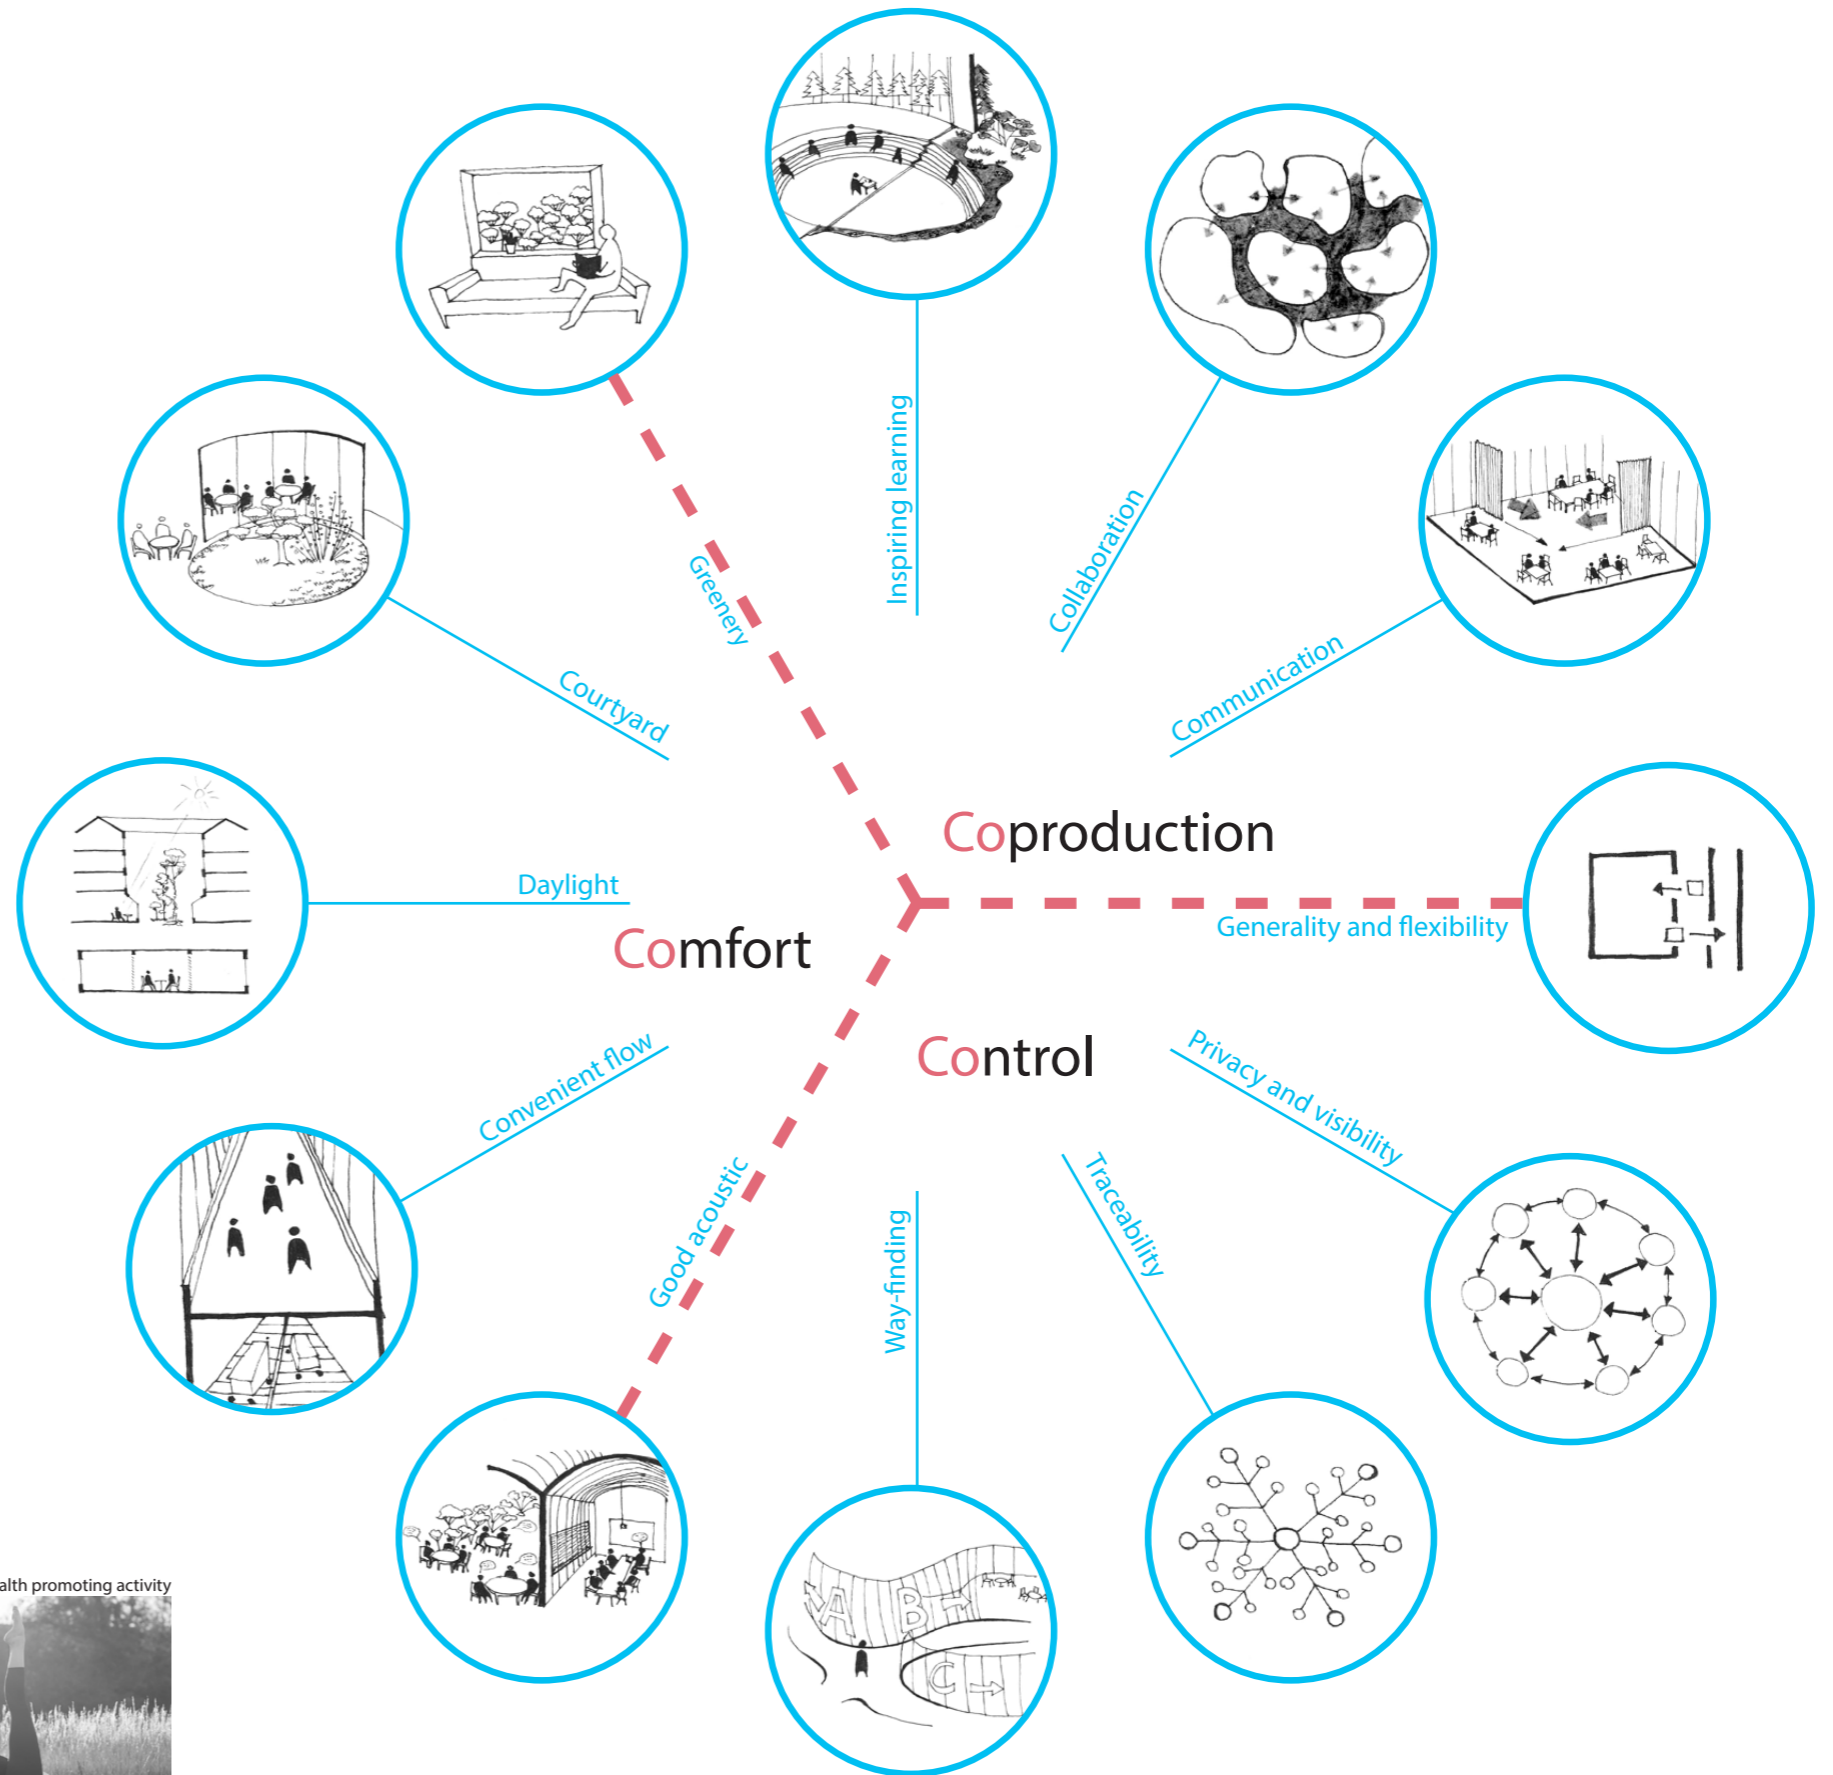 Inspiring learning
Collaboration
Greenery
Communication
Courtyard
Coproduction
Daylight
Generality and flexibility
Comfort
Control
Convenient flow
Privacy and visibility
Good acoustic
Traceability
Way-finding
A
B
C
alth promoting activity